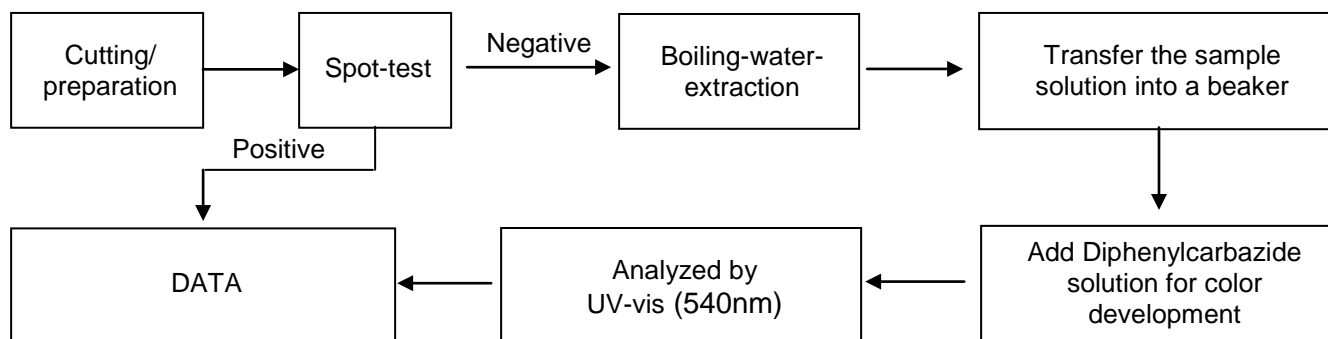 Cutting/
preparation
Spot-test
Negative
Boiling-water-
extraction
Transfer the sample
solution into a beaker
Positive
DATA
Analyzed by
UV-vis (540nm)
Add Diphenylcarbazide
solution for color
development